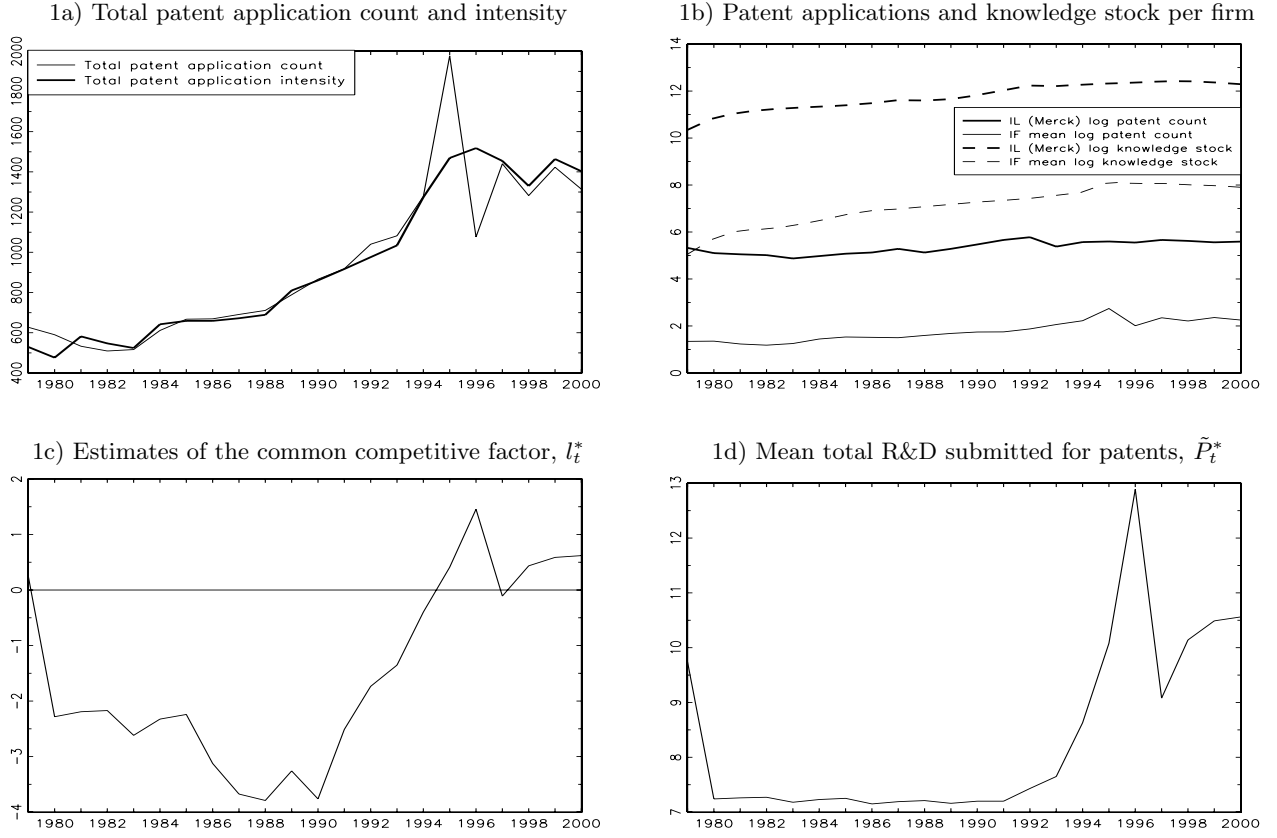 1a) Total patent application count and intensity
2000
1800
1600
1400
1200
1000
800
600
400
Total patent application count
Total patent application intensity
1980 1982 1984 1986 1988 1990 1992 1994 1996 1998 2000
1b) Patent applications and knowledge stock per firm
14
12
10
8
6
4
2
0
IL (Merck) log patent count
IF mean log patent count
IL (Merck) log knowledge stock
IF mean log knowledge stock
1980 1982 1984 1986 1988 1990 1992 1994 1996 1998 2000
1c) Estimates of the common competitive factor, l*t
2
1
0
-1
-2
-3
-4
1980 1982 1984 1986 1988 1990 1992 1994 1996 1998 2000
1d) Mean total R&D submitted for patents, P̃*t
13
12
11
10
9
8
7
1980 1982 1984 1986 1988 1990 1992 1994 1996 1998 2000